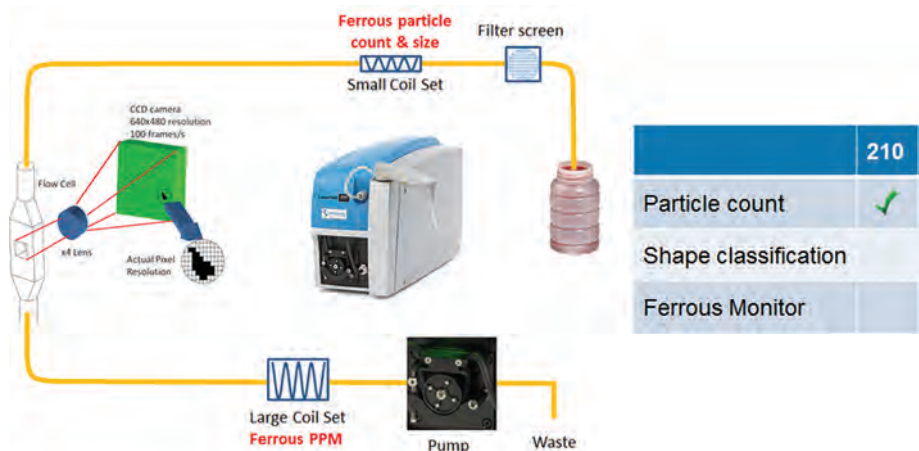 Ferrous particle
count & size
Filter screen
Small Coil Set
CCD camera
640x480 resolution
100 frames/s
Flow Cell
x4 Lens
Actual Pixel
Resolution
210
Particle count
Shape classification
Ferrous Monitor
Large Coil Set
Ferrous PPM
Pump
Waste